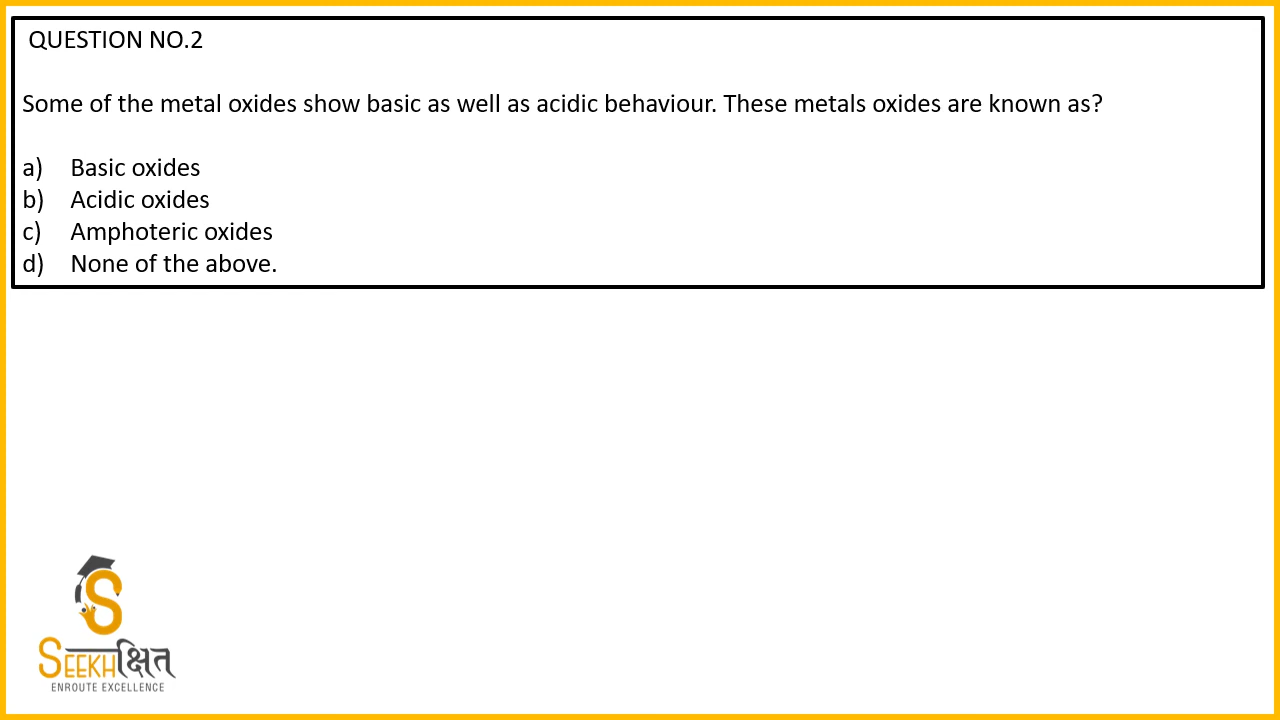 QUESTION NO.2
Some of the metal oxides show basic as well as acidic behaviour. These metals oxides are known as?
a) Basic oxides
b) Acidic oxides
c) Amphoteric oxides
d) None of the above.
S
SEEKHक्षित
ENROUTE EXCELLENCE